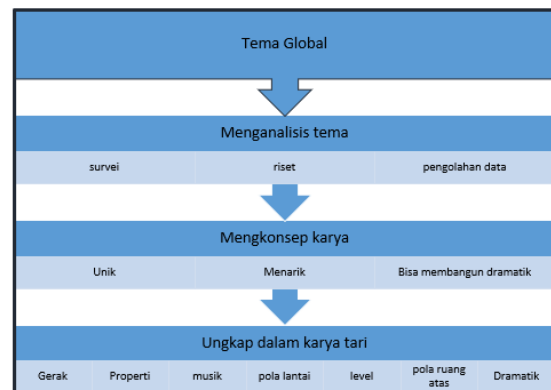 Tema Global
Menganalisis tema
survei riset pengolahan data
Mengkonsep karya
Unik Menarik Bisa membangun dramatik
Ungkap dalam karya tari
Gerak Properti musik pola lantai level pola ruang atas Dramatik